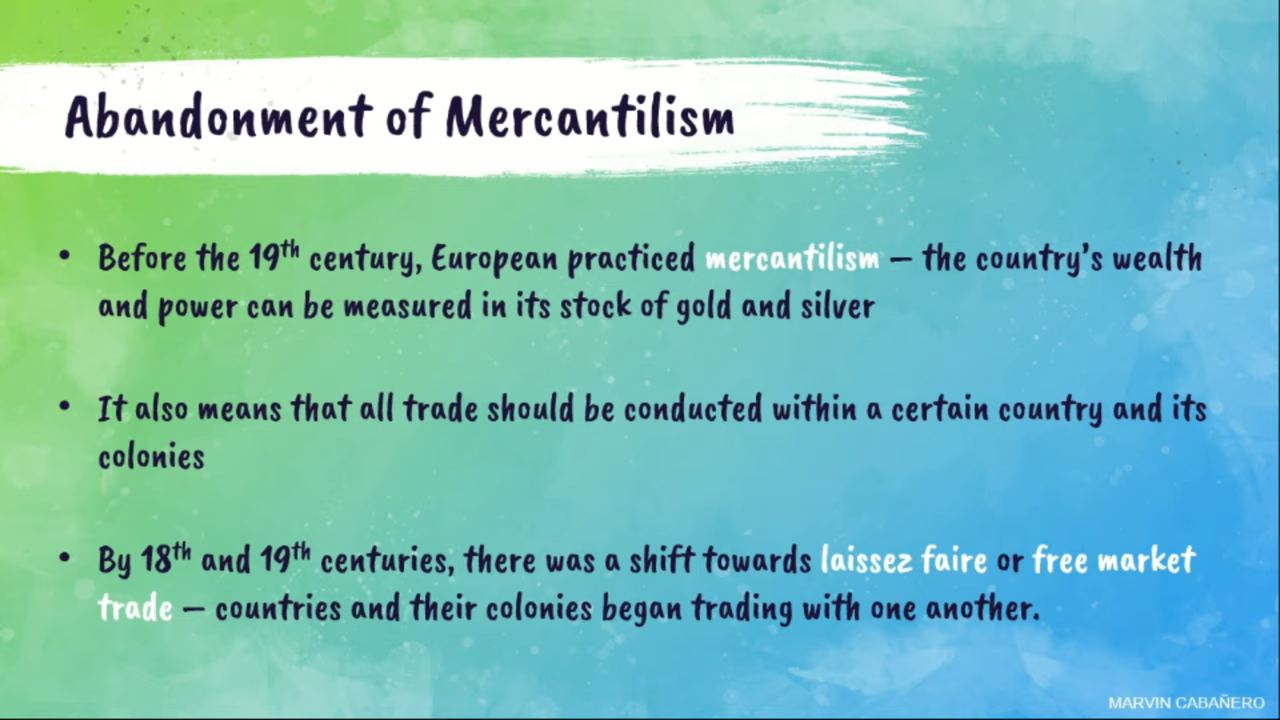 Abandonment of Mercantilism
• Before the 19th century, European practiced mercantilism – the country's wealth
and power can be measured in its stock of gold and silver
• It also means that all trade should be conducted within a certain country and its
colonies
• By 18th and 19th centuries, there was a shift towards laissez faire or free market
trade – countries and their colonies began trading with one another.
MARVIN CABAÑERO